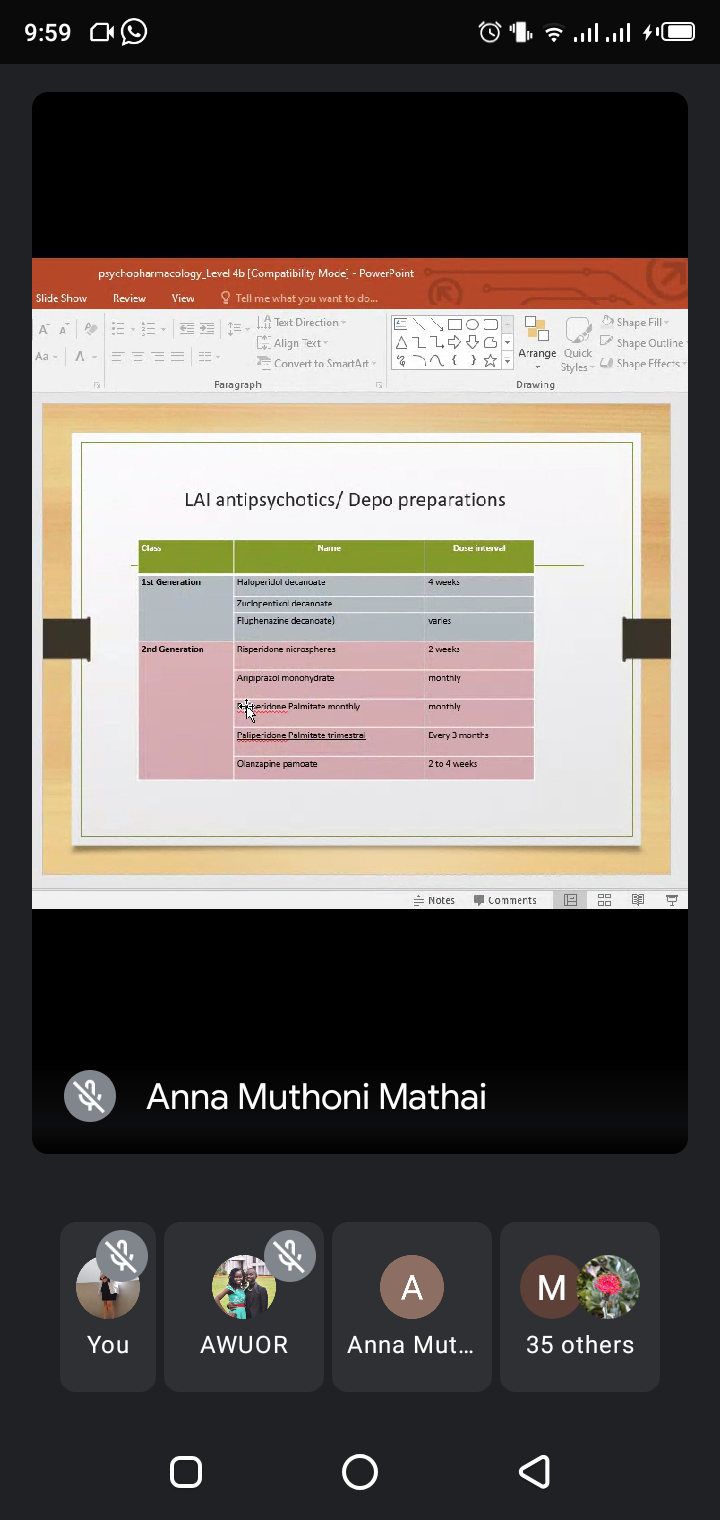 9:59
psychopharmacology_Level 4b [Compatibility Mode] - PowerPoint
Slide Show Review View Tell me what you want to do...
Text Direction
Align Text
Convert to SmartArt
Aa
Arrange
Quick Styles
Shape Fill
Shape Outline
Shape Effects
Paragraph
Drawing
LAI antipsychotics/ Depo preparations
Class Name Dose interval
1st Generation Haloperidol decanoate 4 weeks
Zuclopentixol decanoate
Fluphenazine decanoate) varies
2nd Generation Risperidone nicrospheres 2 weeks
Aripiprazol monohydrate monthly
Palmitate monthly monthly
Paliperidone Palmitate trimestral Every 3 months
Olanzapine pamoate 2 to 4 weeks
Notes Comments
Anna Muthoni Mathai
You
AWUOR
A
Anna Mut...
M
35 others